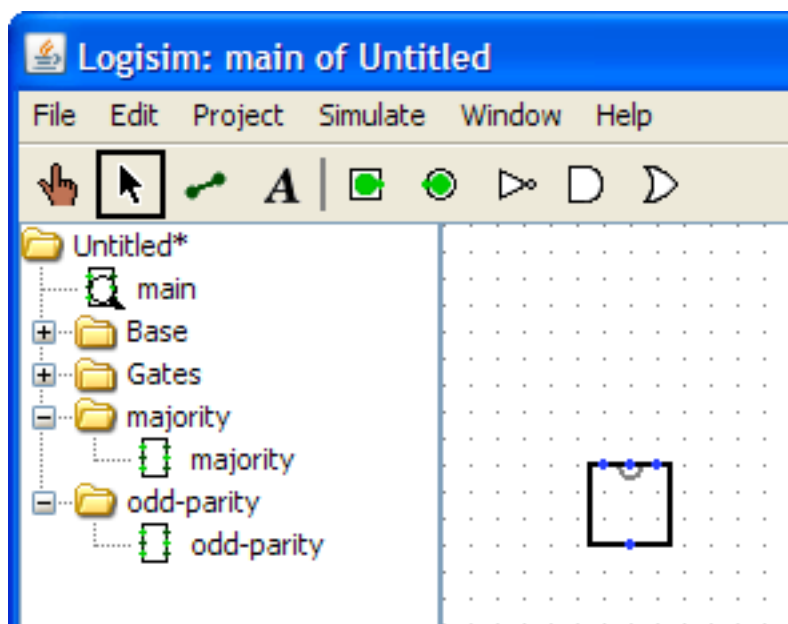 Logisim: main of Untitled
File Edit Project Simulate Window Help
A
Untitled*
main
Base
Gates
majority
majority
odd-parity
odd-parity